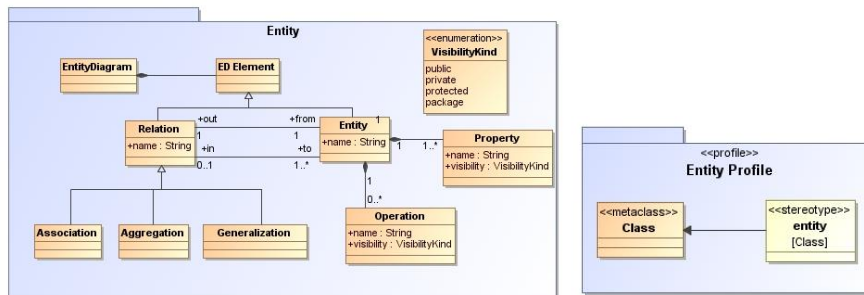 Entity
<<enumeration>>
VisibilityKind
public
private
protected
package
EntityDiagram
ED Element
+out
+from
1
Relation
+name : String
1
1
+in
+to
0..1
1..*
Entity
+name : String
1
1..*
Property
+name : String
+visibility : VisibilityKind
1
0..*
Operation
+name : String
+visibility : VisibilityKind
Association
Aggregation
Generalization
<<profile>>
Entity Profile
<<metaclass>>
Class
<<stereotype>>
entity
[Class]